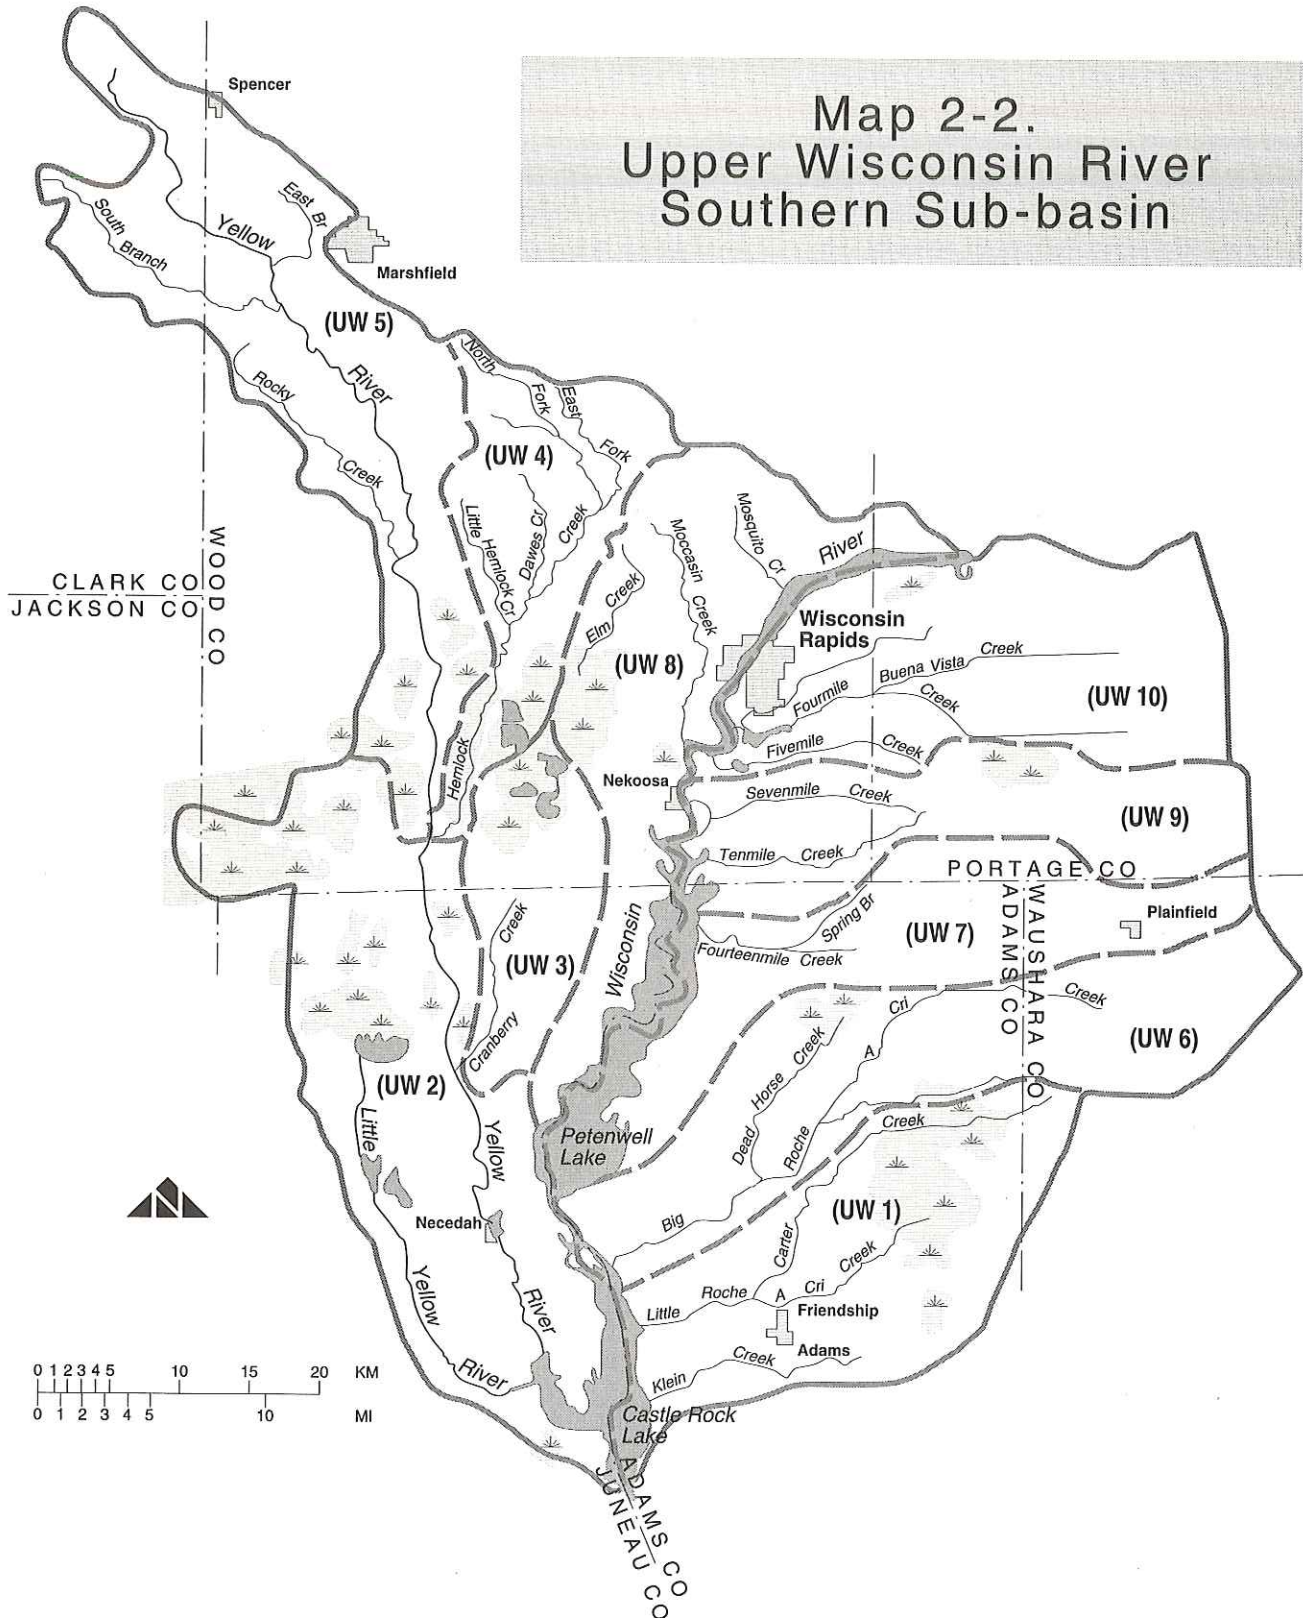 Map 2-2.
Upper Wisconsin River
Southern Sub-basin
Spencer
East Br
South
Branch
Yellow
Marshfield
(UW 5)
River
Rocky
Creek
North
Fork
East
Fork
(UW 4)
Little
Hemlock Cr
Dawes Cr
Creek
Moccasin
Creek
Mosquito Cr
River
WOOD CO
CLARK CO
JACKSON CO
Elm
Creek
Wisconsin
Rapids
(UW 8)
Buena Vista
Creek
Fourmile
Creek
(UW 10)
Hemlock
Fivemile
Creek
Nekoosa
Sevenmile
Creek
(UW 9)
Tenmile
Creek
PORTAGE CO
ADAMS CO
WAUSHARA CO
Plainfield
Creek
Spring Br
(UW 7)
Wisconsin
Fourteenmile
Creek
(UW 3)
Cri
Creek
Cranberry
Horse
Creek
A
(UW 6)
(UW 2)
Little
Yellow
Petenwell
Lake
Dead
Roche
Creek
Necedah
Big
Carter
(UW 1)
Creek
Yellow
River
Little
Roche
A
Cri
Friendship
Adams
0 1 2 3 4 5 10 15 20 KM
0 1 2 3 4 5 10 MI
River
Klein
Creek
Castle Rock
Lake
ADAMS CO
JUNEAU CO